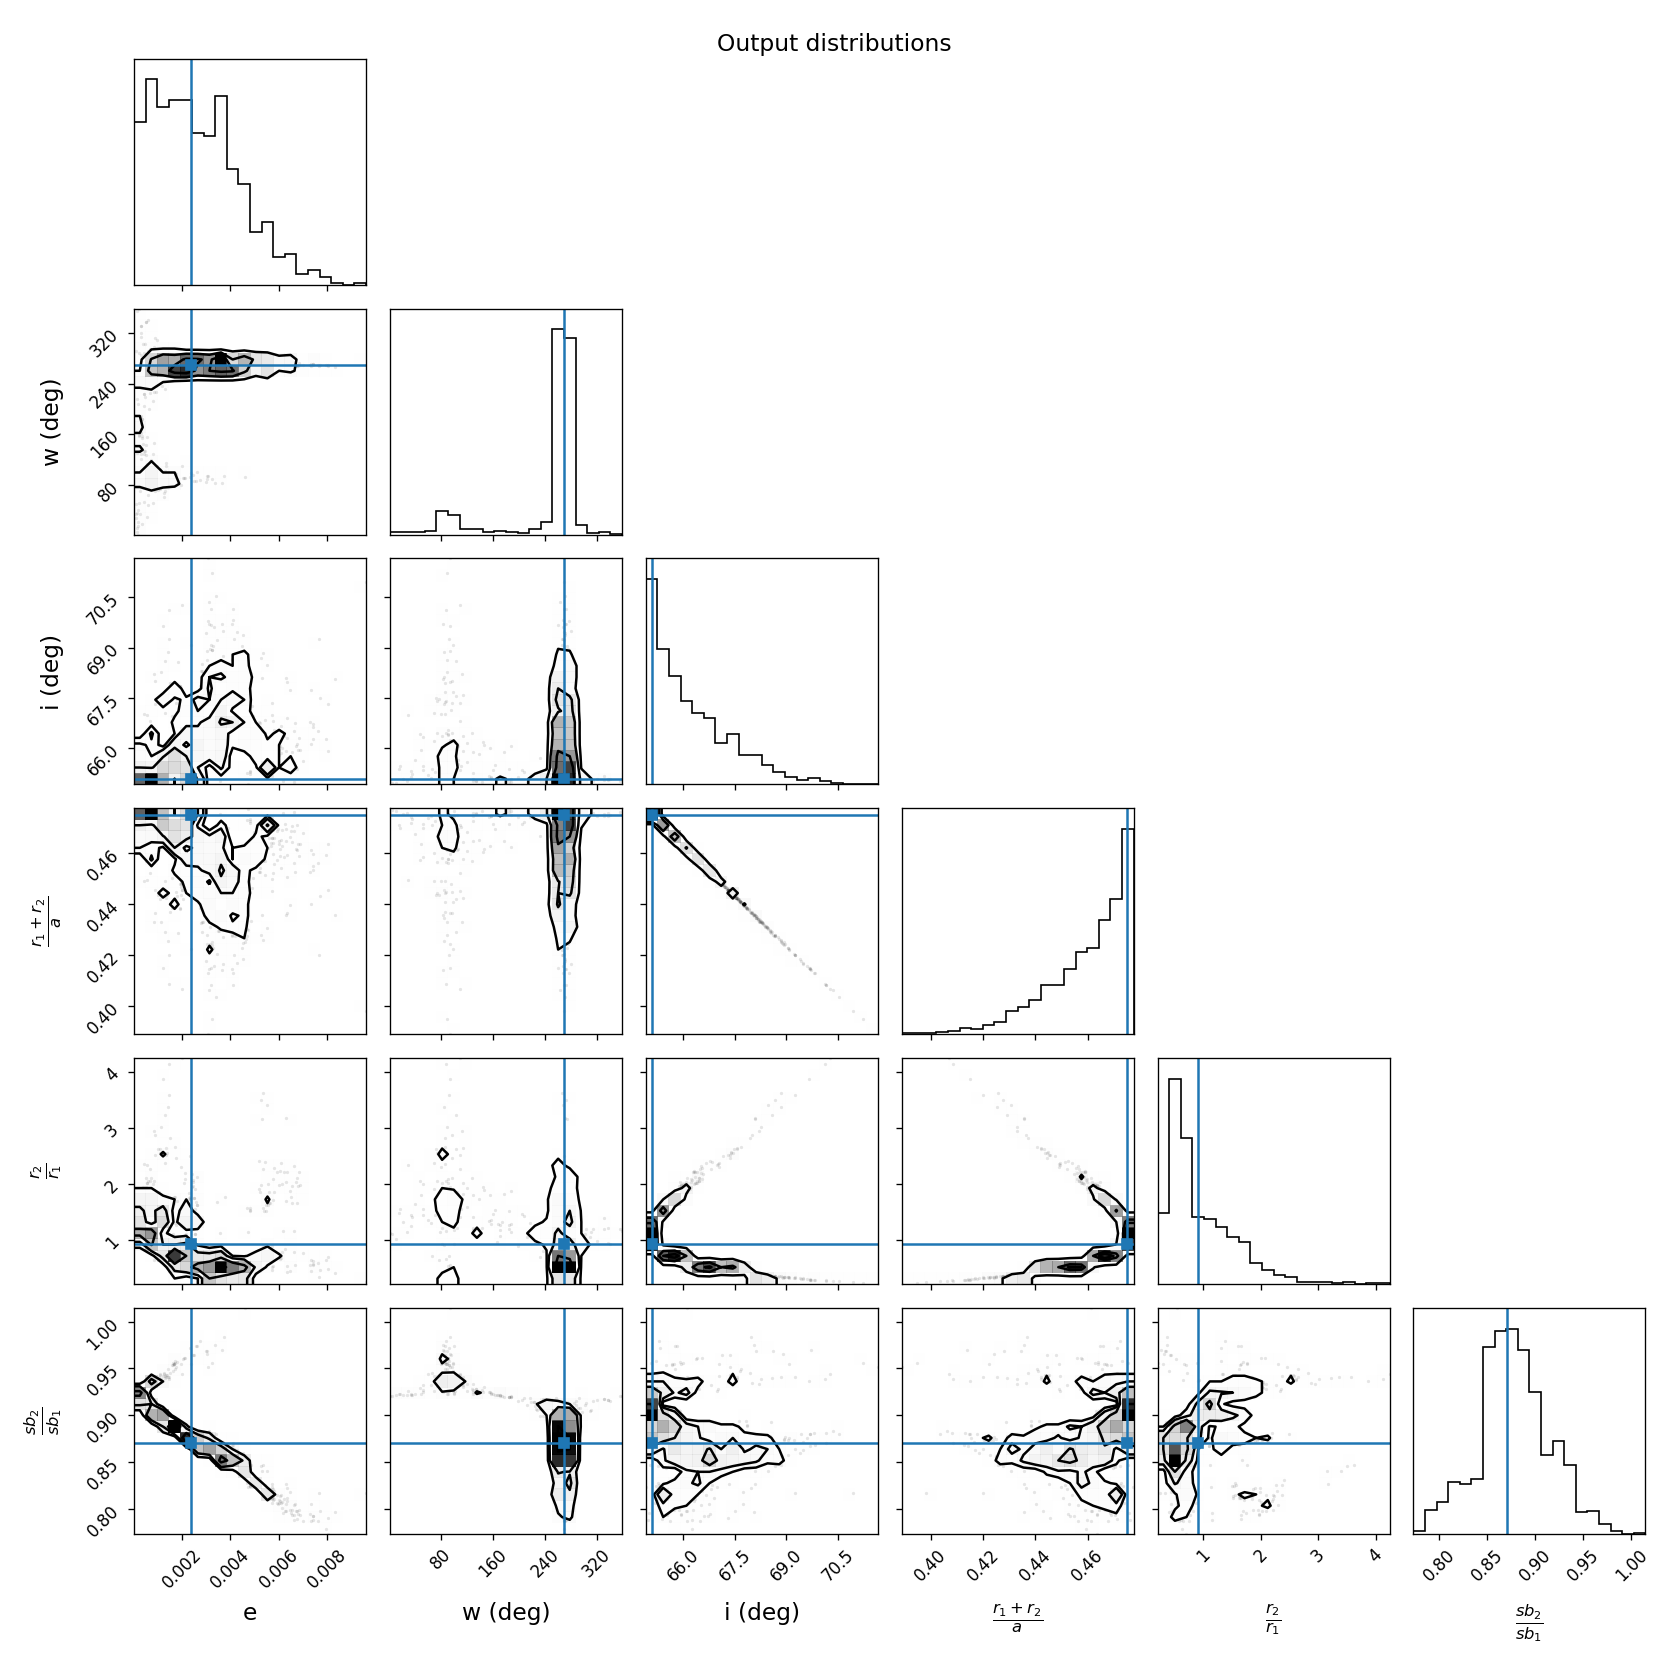 Output distributions
w (deg)
320
240
160
80
i (deg)
70.5
69.0
67.5
66.0
r₁ + r₂
a
0.46
0.44
0.42
0.40
r₂
r₁
4
3
2
1
sb₂
sb₁
1.00
0.95
0.90
0.85
0.80
0.002 0.004 0.006 0.008
80 160 240 320
66.0 67.5 69.0 70.5
0.40 0.42 0.44 0.46
1 2 3 4
0.80 0.85 0.90 0.95 1.00
e
w (deg)
i (deg)
r₁ + r₂
a
r₂
r₁
sb₂
sb₁